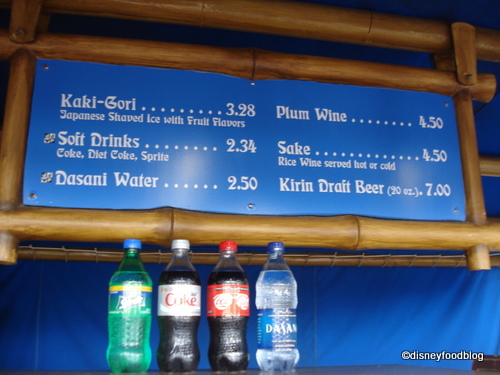 Kaki-Gori . . . . . . . . . 3.28
Japanese Shaved Ice with Fruit Flavors
Soft Drinks . . . . . . . 2.34
Coke, Diet Coke, Sprite
Dasani Water . . . . . . 2.50
Plum Wine . . . . . . . . 4.50
Sake . . . . . . . . . . . . . 4.50
Rice Wine served hot or cold
Kirin Draft Beer (20 oz.). 7.00
Sprite
Diet
Coke
Coca-Cola
DASANI
©disneyfoodblog